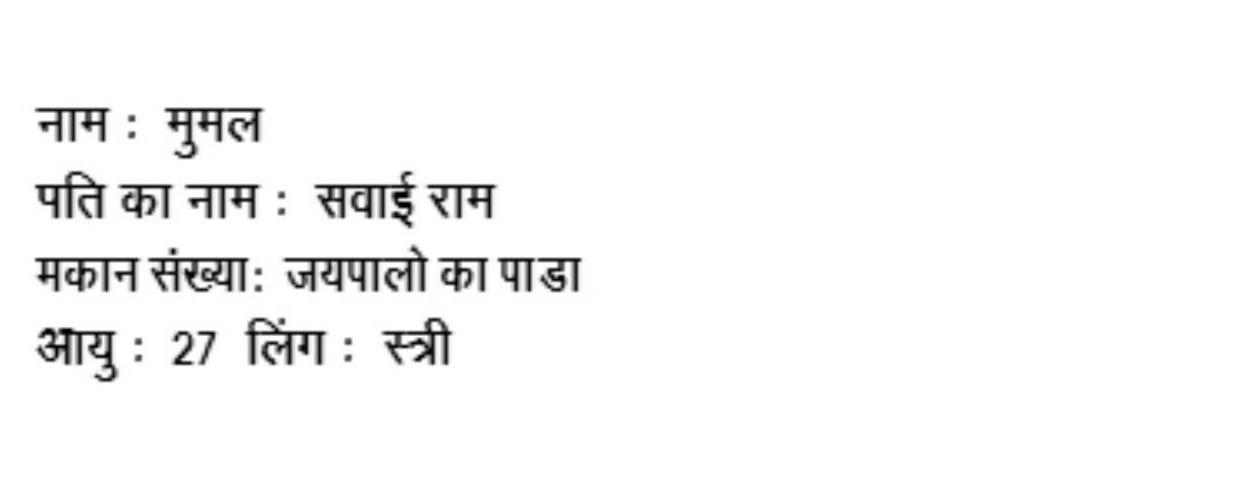 नाम : मुमल
पति का नाम : सवाई राम
मकान संख्या: जयपालो का पाडा
आयु : 27 लिंग : स्त्री